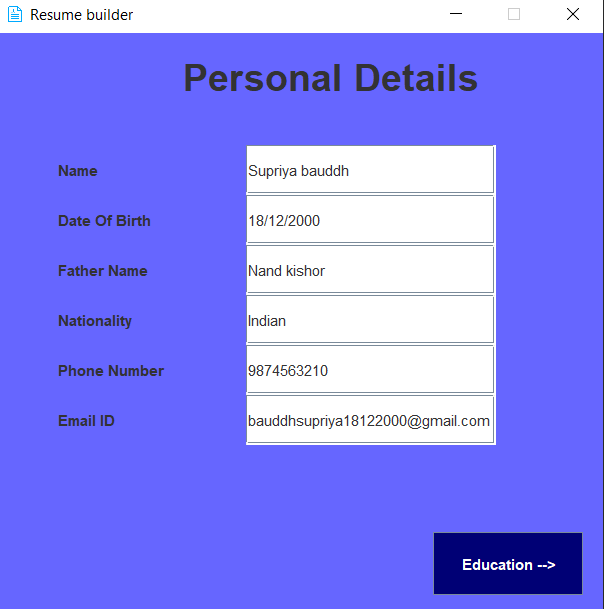 Resume builder
Personal Details
Name Supriya bauddh
Date Of Birth 18/12/2000
Father Name Nand kishor
Nationality Indian
Phone Number 9874563210
Email ID bauddhsupriya18122000@gmail.com
Education -->